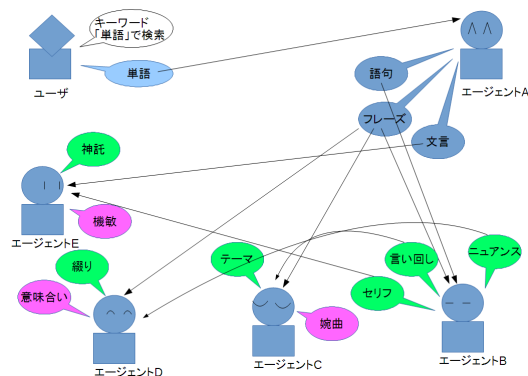 キーワード
「単語」で検索
単語
ユーザ
語句
エージェントA
フレーズ
文言
神託
機敏
エージェントE
綴り
意味合い
エージェントD
テーマ
婉曲
エージェントC
言い回し
ニュアンス
セリフ
エージェントB